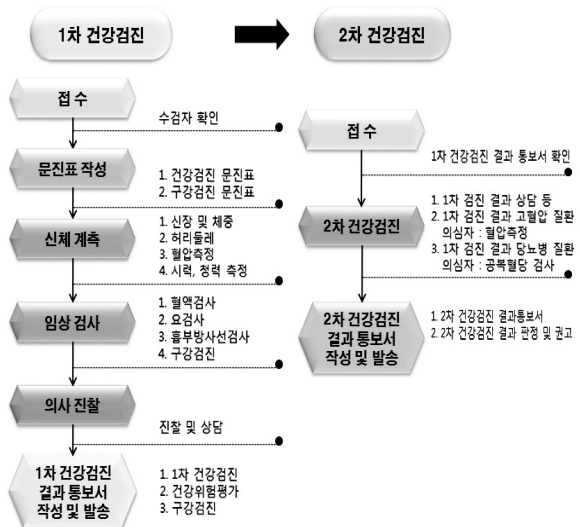 1차 건강검진
접 수
수검자 확인
문진표 작성
1. 건강검진 문진표
2. 구강검진 문진표
신체 계측
1. 신장 및 체중
2. 허리둘레
3. 혈압측정
4. 시력, 청력 측정
임상 검사
1. 혈액검사
2. 요검사
3. 흉부방사선검사
4. 구강검진
의사 진찰
진찰 및 상담
1차 건강검진
결과 통보서
작성 및 발송
1. 1차 건강검진
2. 건강위험평가
3. 구강검진
2차 건강검진
접 수
1차 건강검진 결과 통보서 확인
2차 건강검진
1. 1차 검진 결과 상담 등
2. 1차 검진 결과 고혈압 질환
의심자 : 혈압측정
3. 1차 검진 결과 당뇨병 질환
의심자 : 공복혈당 검사
2차 건강검진
결과 통보서
작성 및 발송
1. 2차 건강검진 결과통보서
2. 2차 건강검진 결과 판정 및 권고